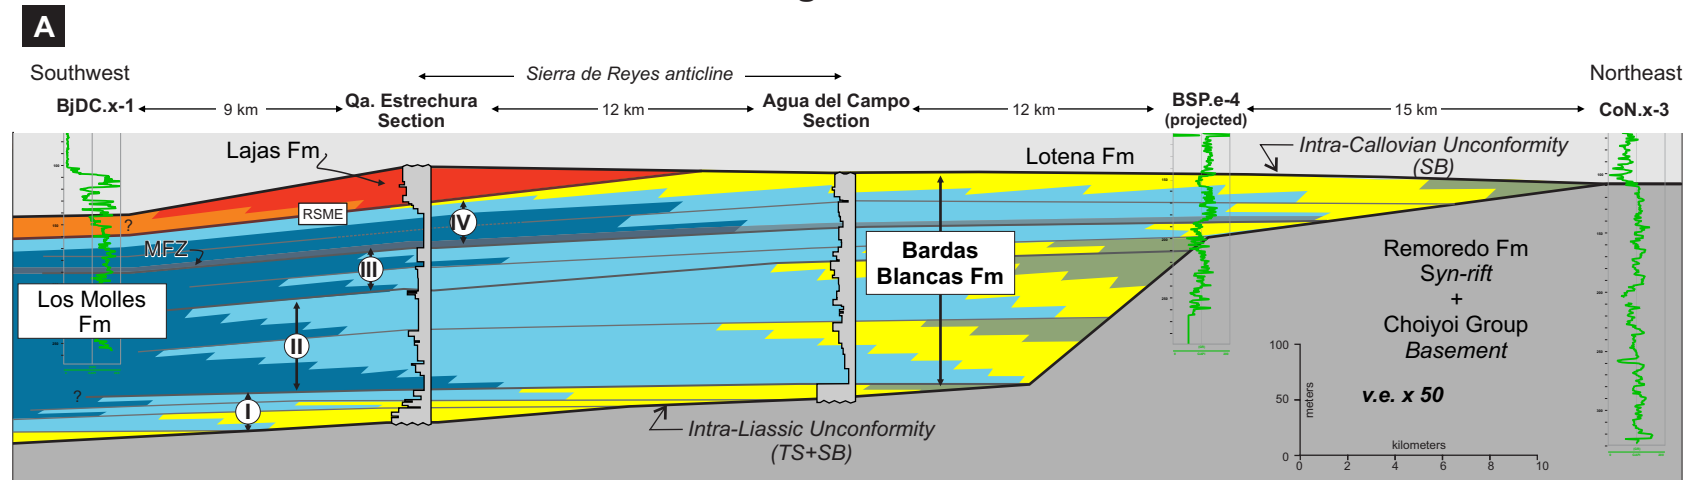 A
Southwest
Sierra de Reyes anticline
Northeast
BjDC.x-1
9 km
Qa. Estrechura
Section
12 km
Agua del Campo
Section
12 km
BSP.e-4
(projected)
15 km
CoN.x-3
Lajas Fm
Lotena Fm
Intra-Callovian Unconformity
(SB)
RSME
?
MFZ
IV
III
II
I
Bardas
Blancas Fm
Los Molles
Fm
?
Remoredo Fm
Syn-rift
+
Choiyoi Group
Basement
v.e. x 50
Intra-Liassic Unconformity
(TS+SB)
100
50
0
meters
kilometers
0 2 4 6 8 10